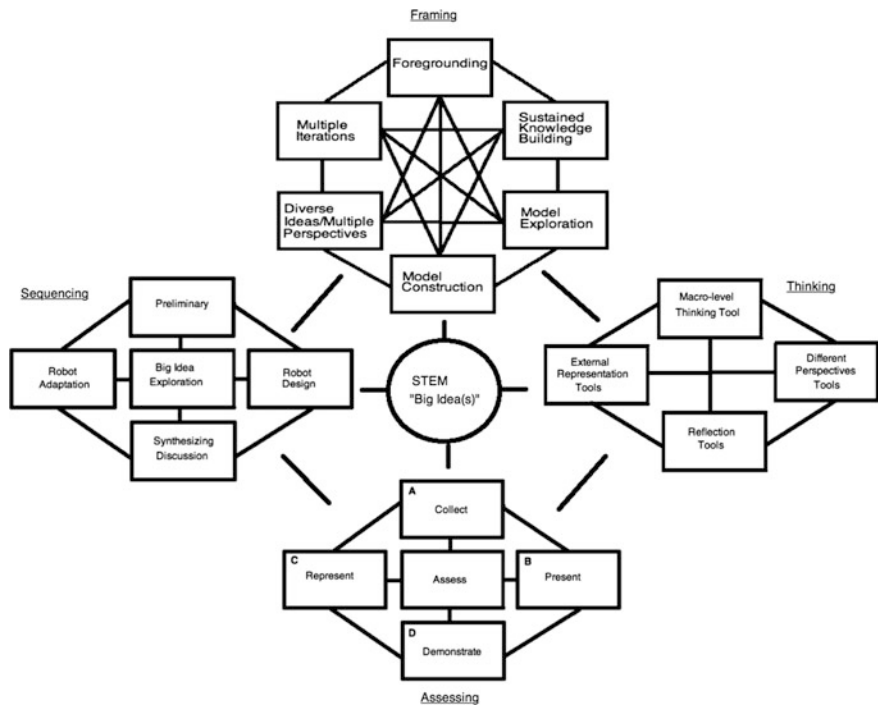 Framing
Foregrounding
Multiple
Iterations
Sustained
Knowledge
Building
Diverse
Ideas/Multiple
Perspectives
Model
Exploration
Model
Construction
Sequencing
Preliminary
Robot
Adaptation
Big Idea
Exploration
Robot
Design
Synthesizing
Discussion
STEM
"Big Idea(s)"
Thinking
Macro-level
Thinking Tool
External
Representation
Tools
Different
Perspectives
Tools
Reflection
Tools
A
Collect
C
Represent
Assess
B
Present
D
Demonstrate
Assessing